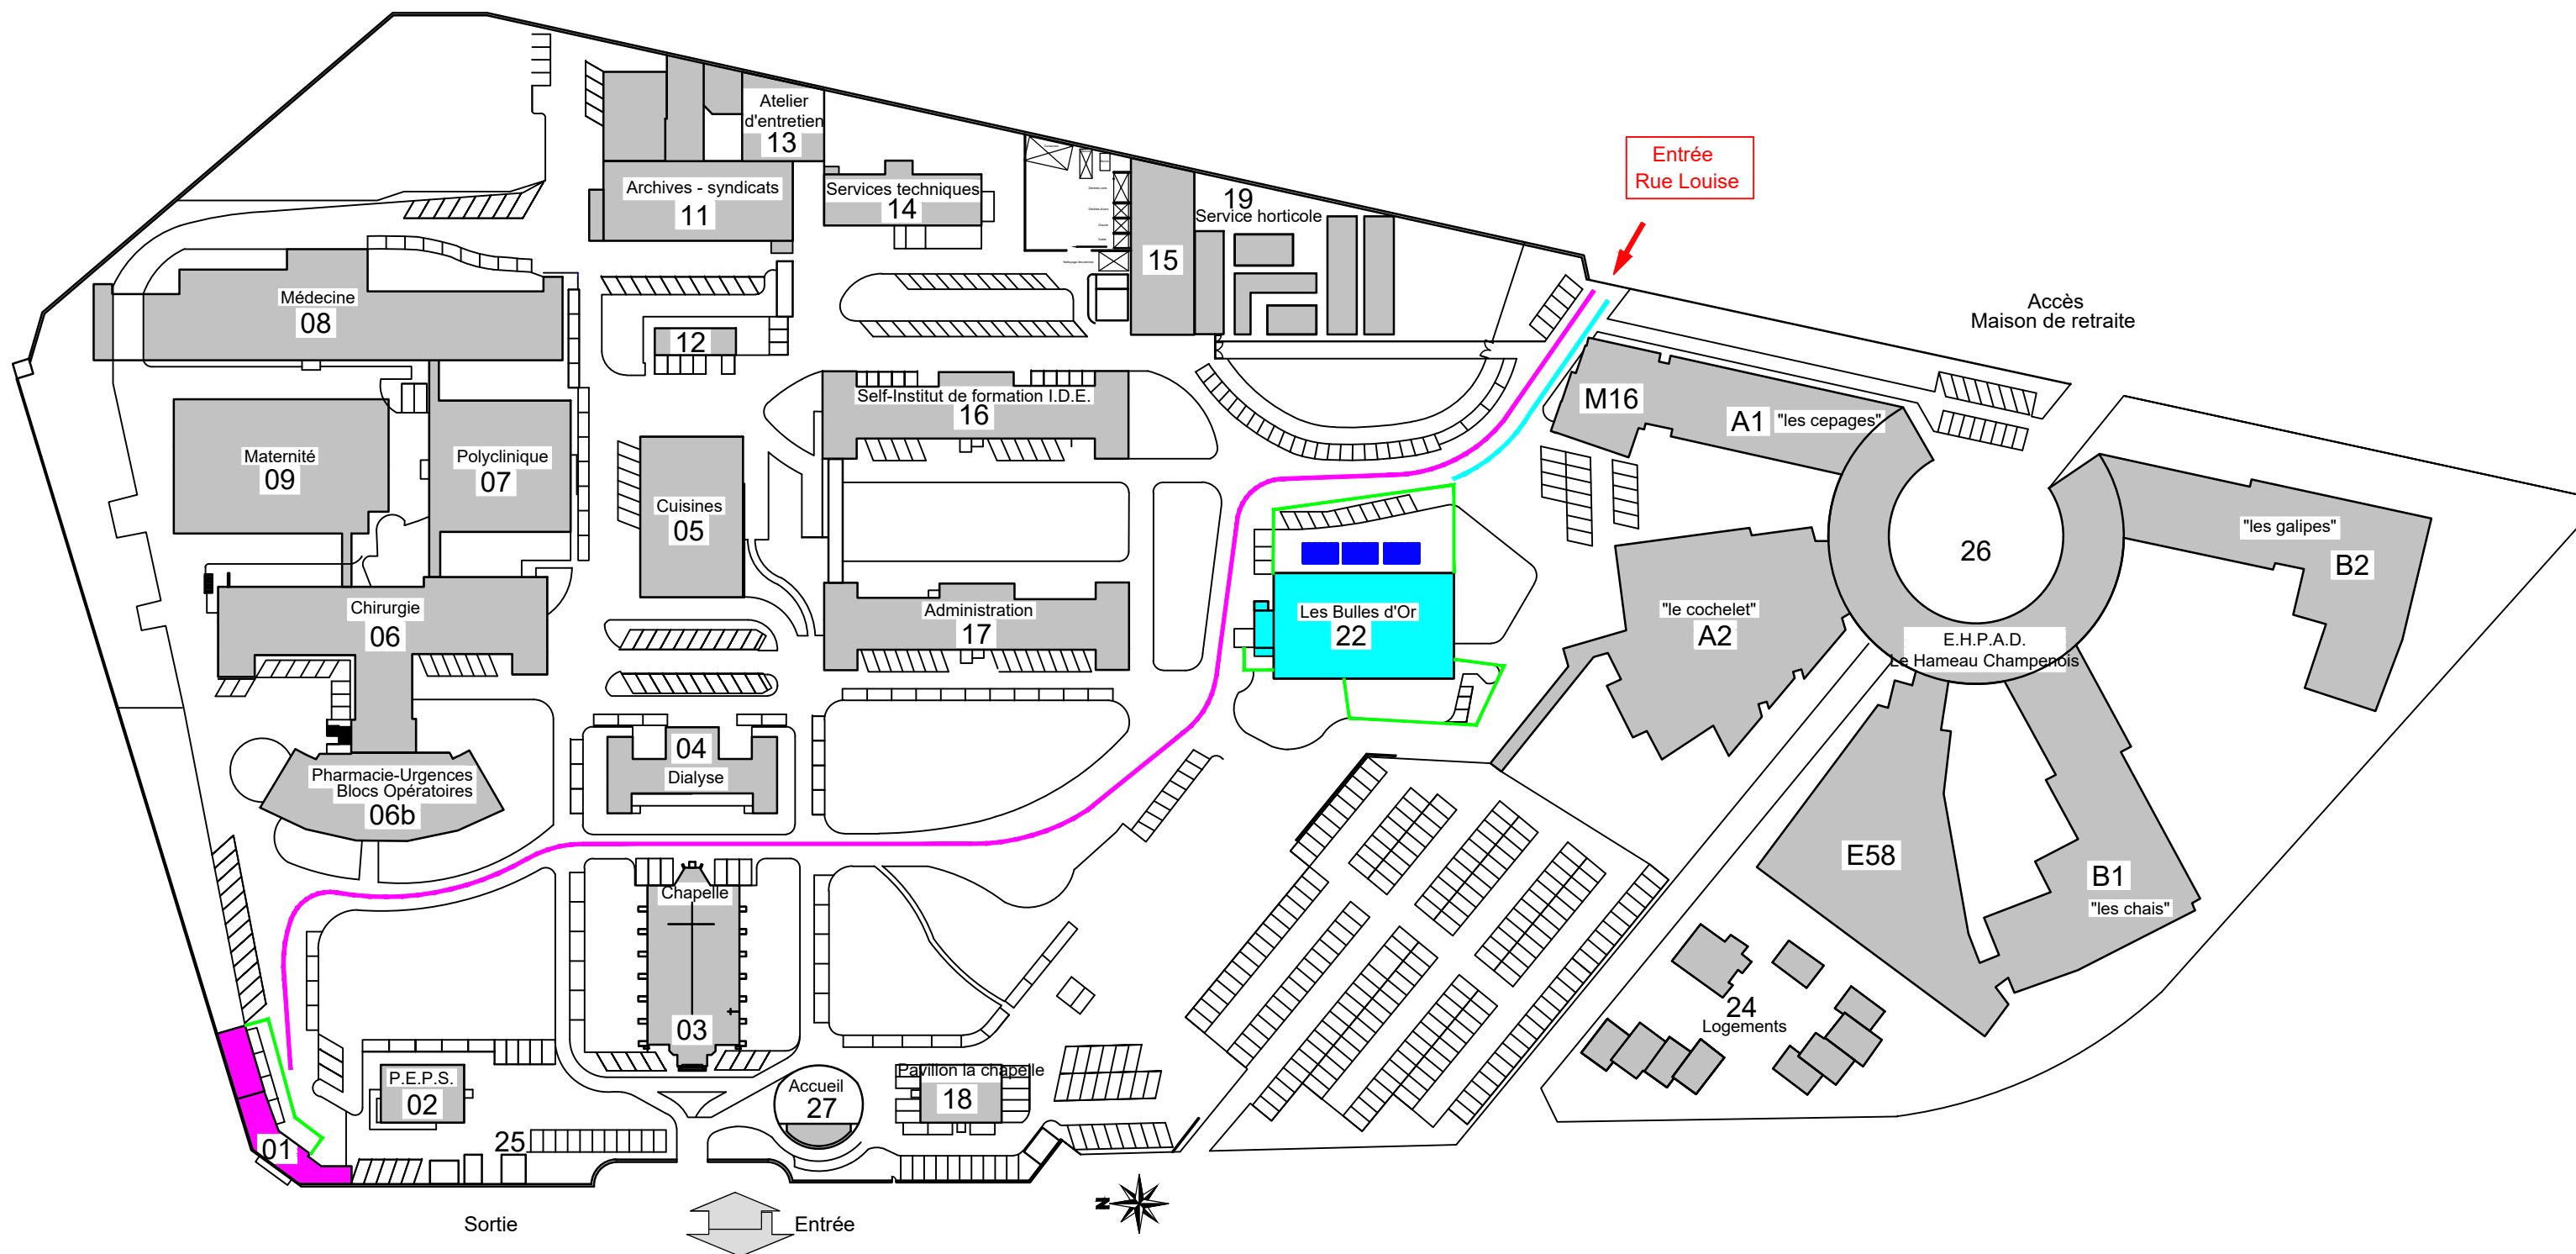 Atelier
d'entretien
13
Entrée
Rue Louise
Archives - syndicats
11
Services techniques
14
19
Service horticole
15
Accès
Maison de retraite
Médecine
08
12
Self-Institut de formation I.D.E.
16
M16
A1 "les cepages"
Maternité
09
Polyclinique
07
Cuisines
05
26
"les galipes"
B2
Chirurgie
06
Administration
17
Les Bulles d'Or
22
"le cochelet"
A2
E.H.P.A.D.
Le Hameau Champenois
04
Dialyse
Pharmacie-Urgences
Blocs Opératoires
06b
E58
B1
"les chais"
Chapelle
03
24
Logements
P.E.P.S.
02
Accueil
27
Pavillon la chapelle
18
01
25
N
Sortie
Entrée